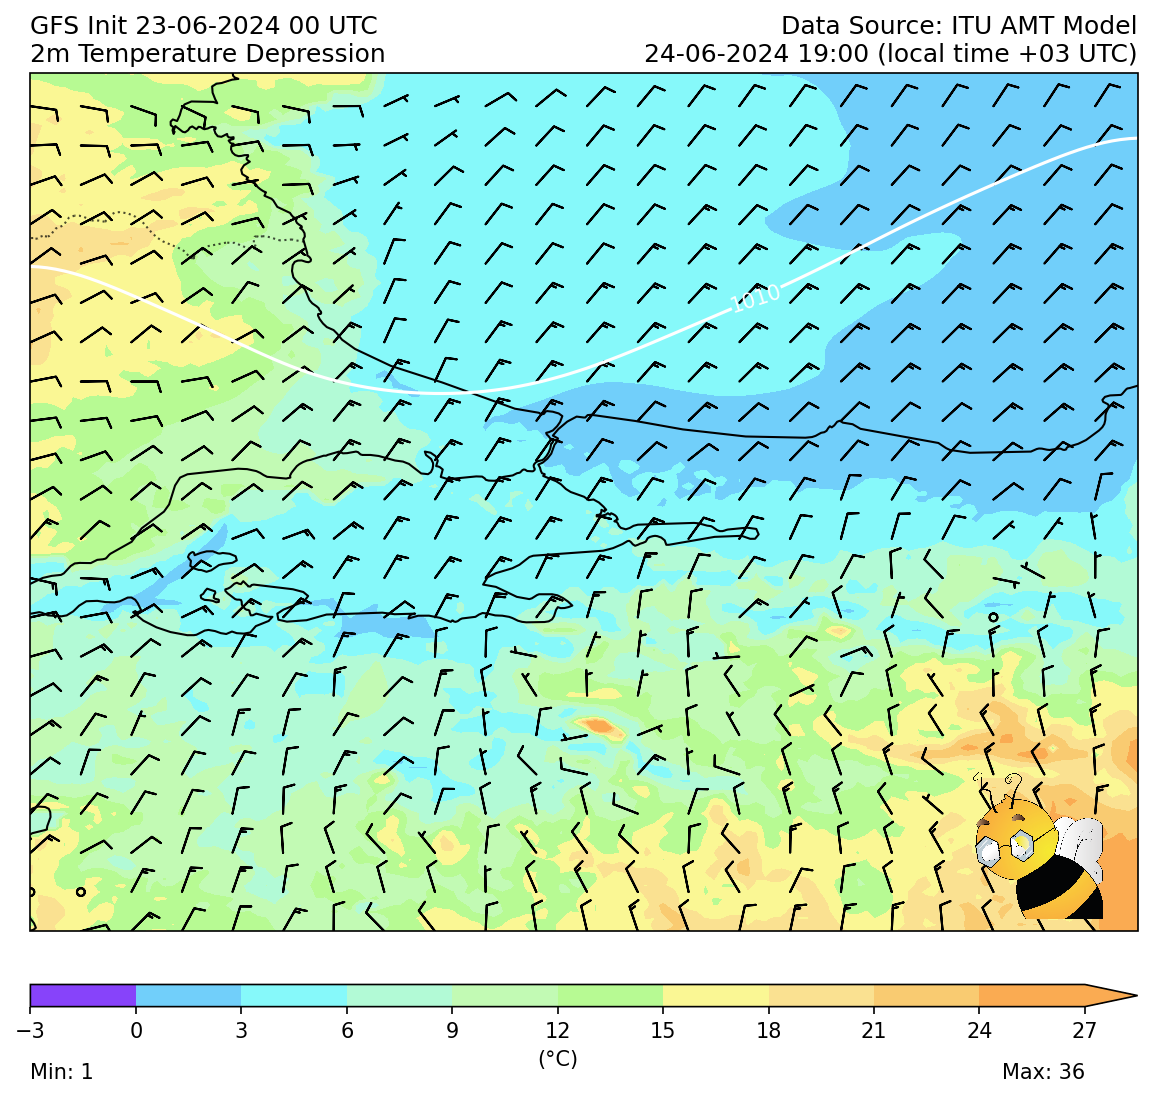 GFS Init 23-06-2024 00 UTC
Data Source: ITU AMT Model
2m Temperature Depression
24-06-2024 19:00 (local time +03 UTC)
1010
−3 0 3 6 9 12 15 18 21 24 27
(°C)
Min: 1
Max: 36